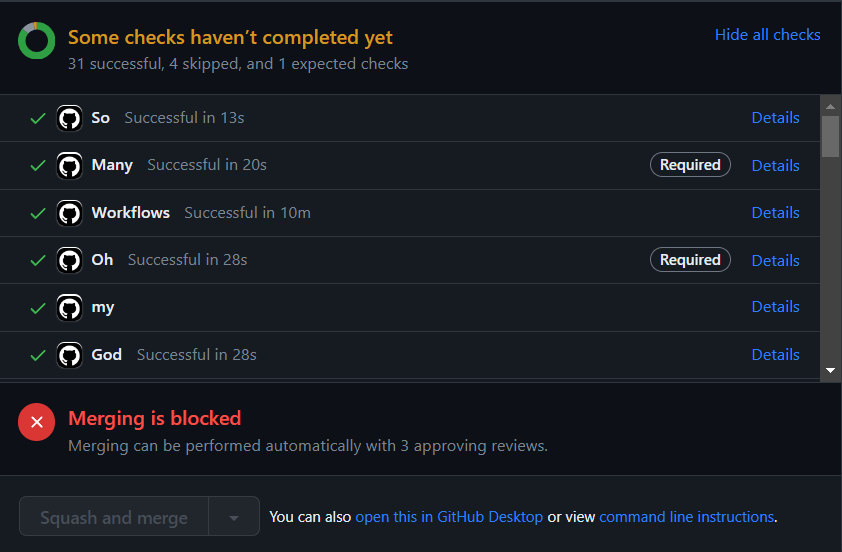 Some checks haven’t completed yet
Hide all checks
31 successful, 4 skipped, and 1 expected checks
So Successful in 13s Details
Many Successful in 20s Required Details
Workflows Successful in 10m Details
Oh Successful in 28s Required Details
my Details
God Successful in 28s Details
Merging is blocked
Merging can be performed automatically with 3 approving reviews.
Squash and merge You can also open this in GitHub Desktop or view command line instructions.